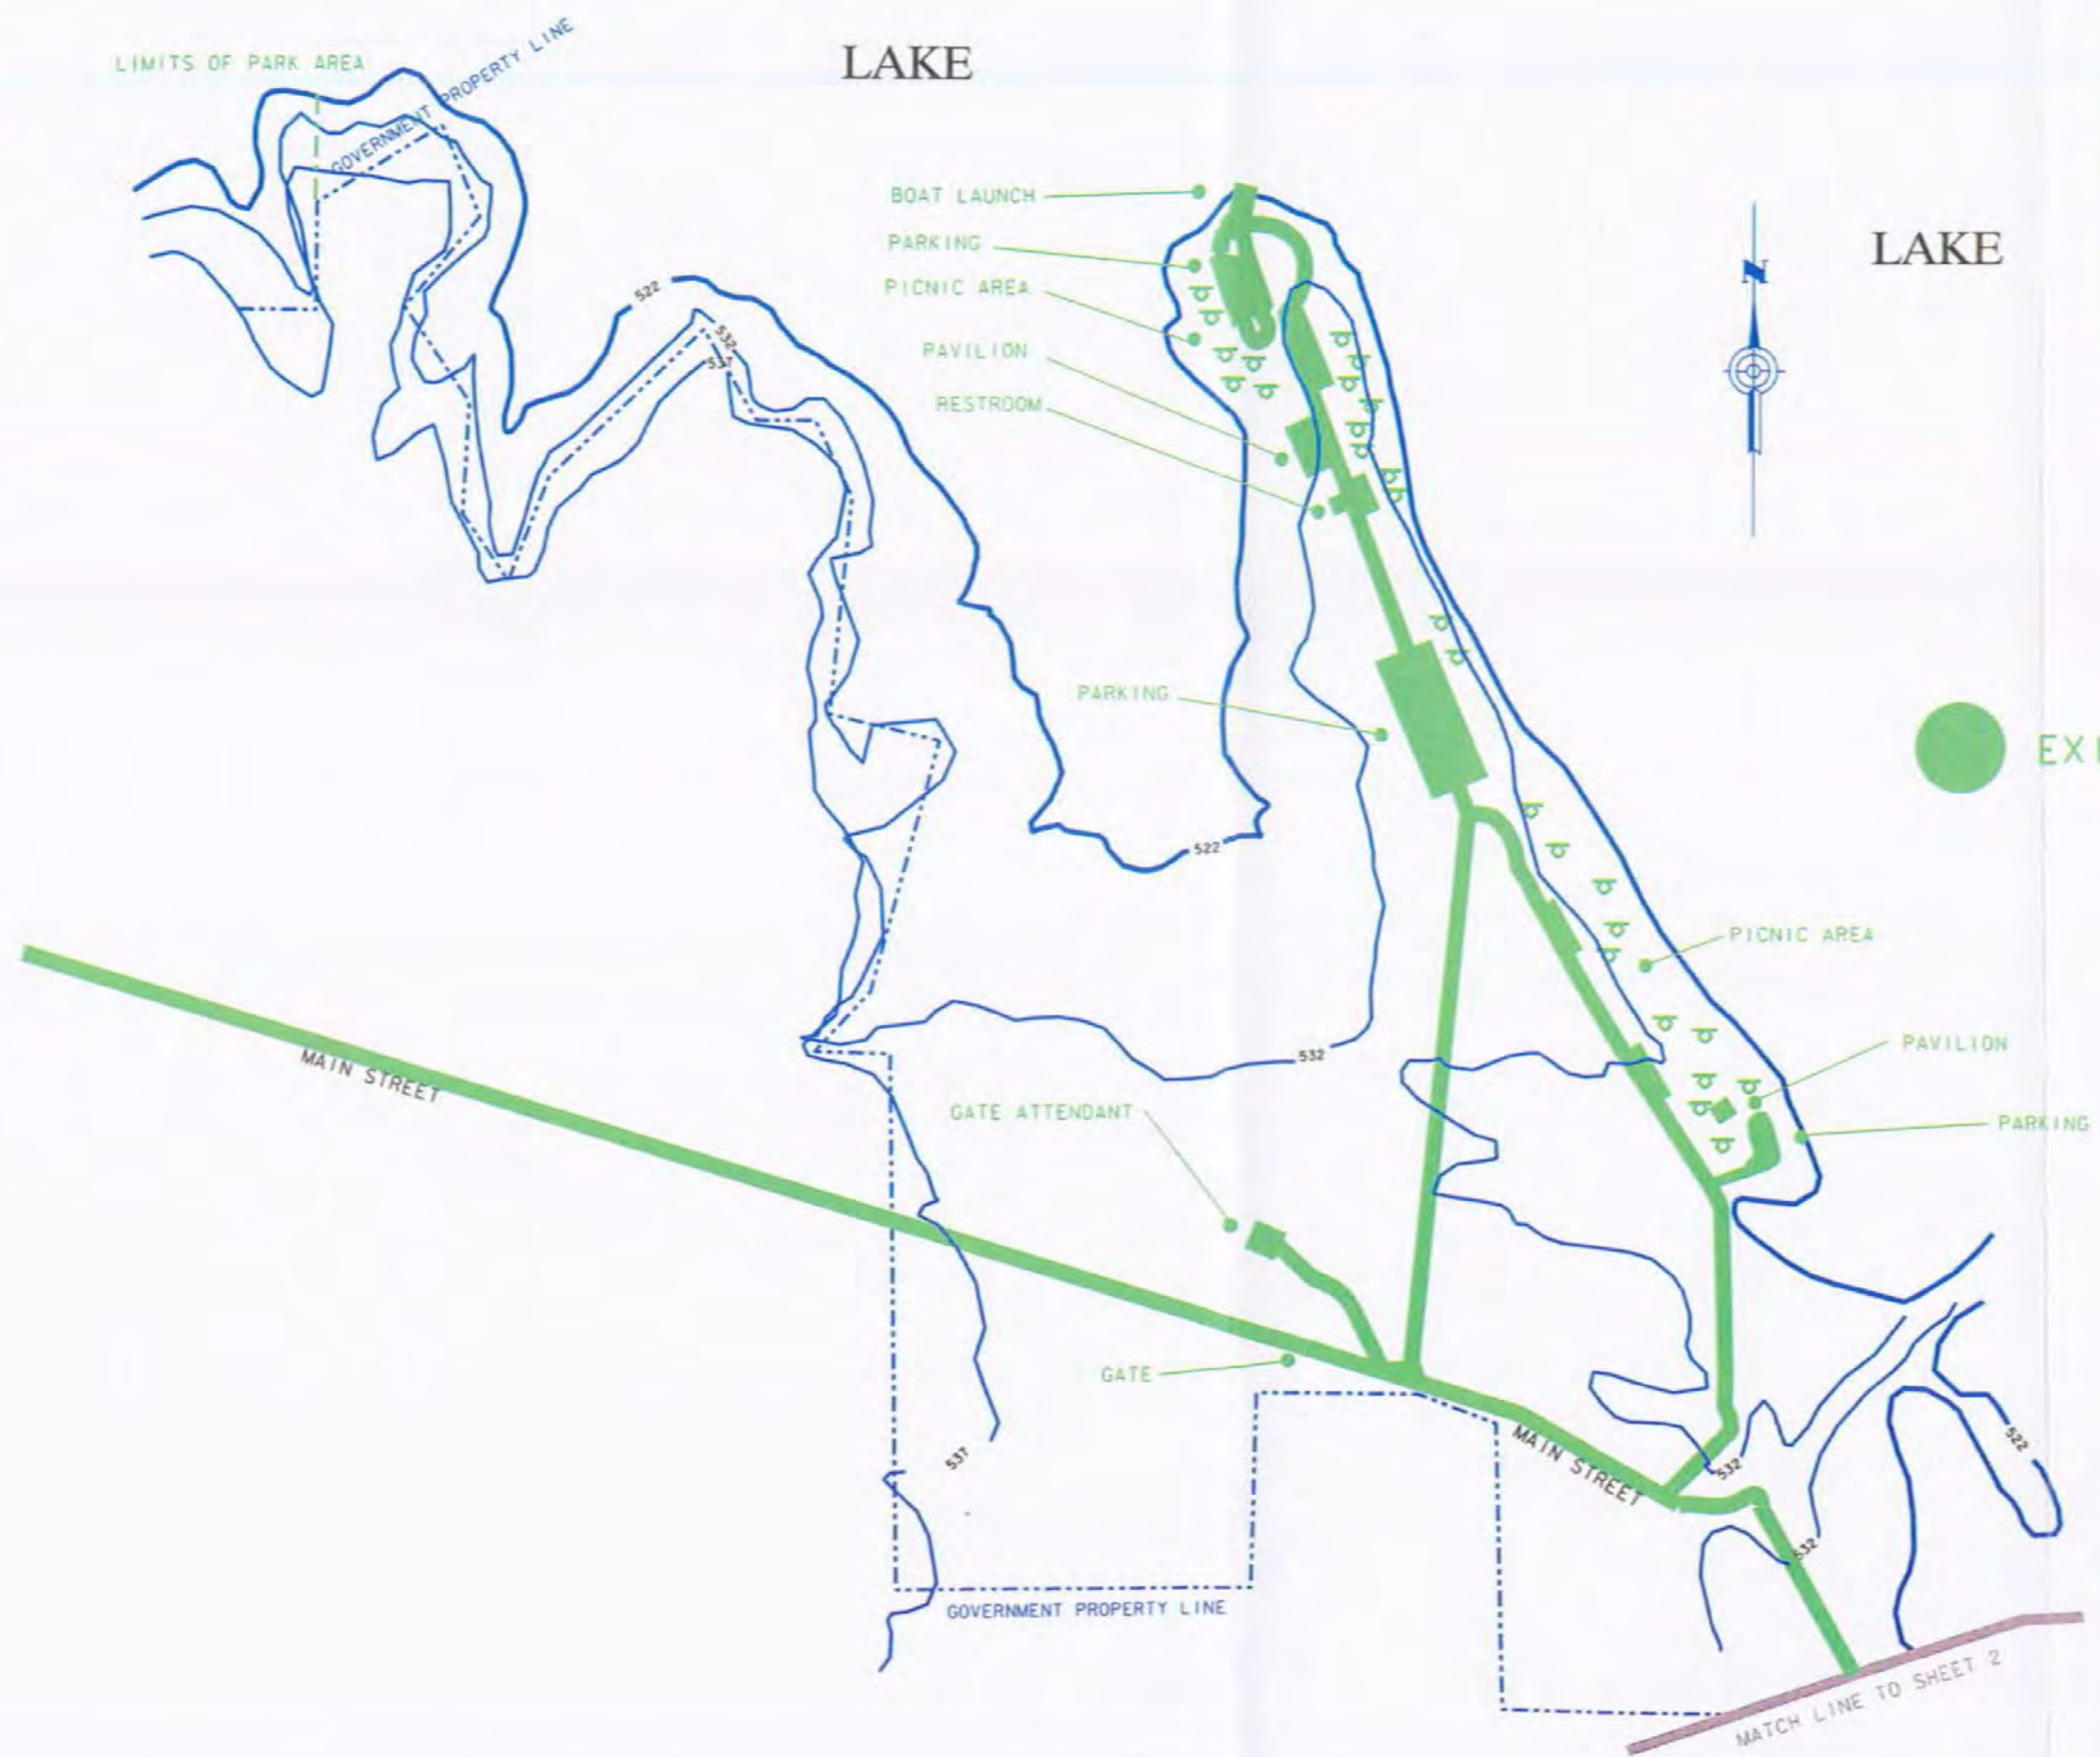 LIMITS OF PARK AREA
GOVERNMENT PROPERTY LINE
LAKE
BOAT LAUNCH
PARKING
PICNIC AREA
PAVILION
RESTROOM
N
LAKE
522
532
537
PARKING
EXI
522
PICNIC AREA
MAIN STREET
532
PAVILION
GATE ATTENDANT
PARKING
GATE
537
MAIN STREET
532
522
532
GOVERNMENT PROPERTY LINE
MATCH LINE TO SHEET 2